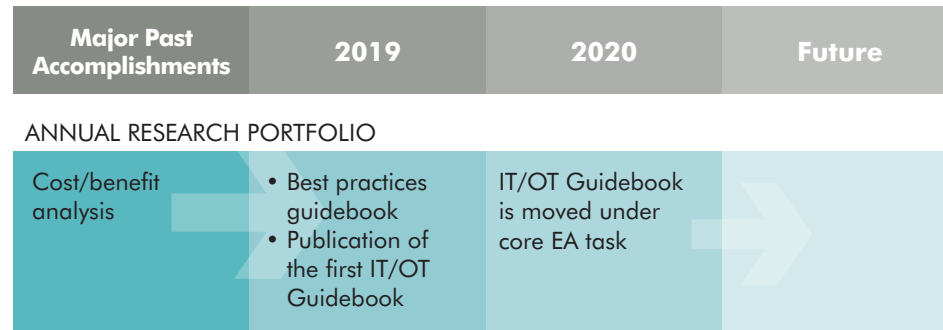 Major Past
Accomplishments
2019
2020
Future
ANNUAL RESEARCH PORTFOLIO
Cost/benefit
analysis
• Best practices
guidebook
• Publication of
the first IT/OT
Guidebook
IT/OT Guidebook
is moved under
core EA task